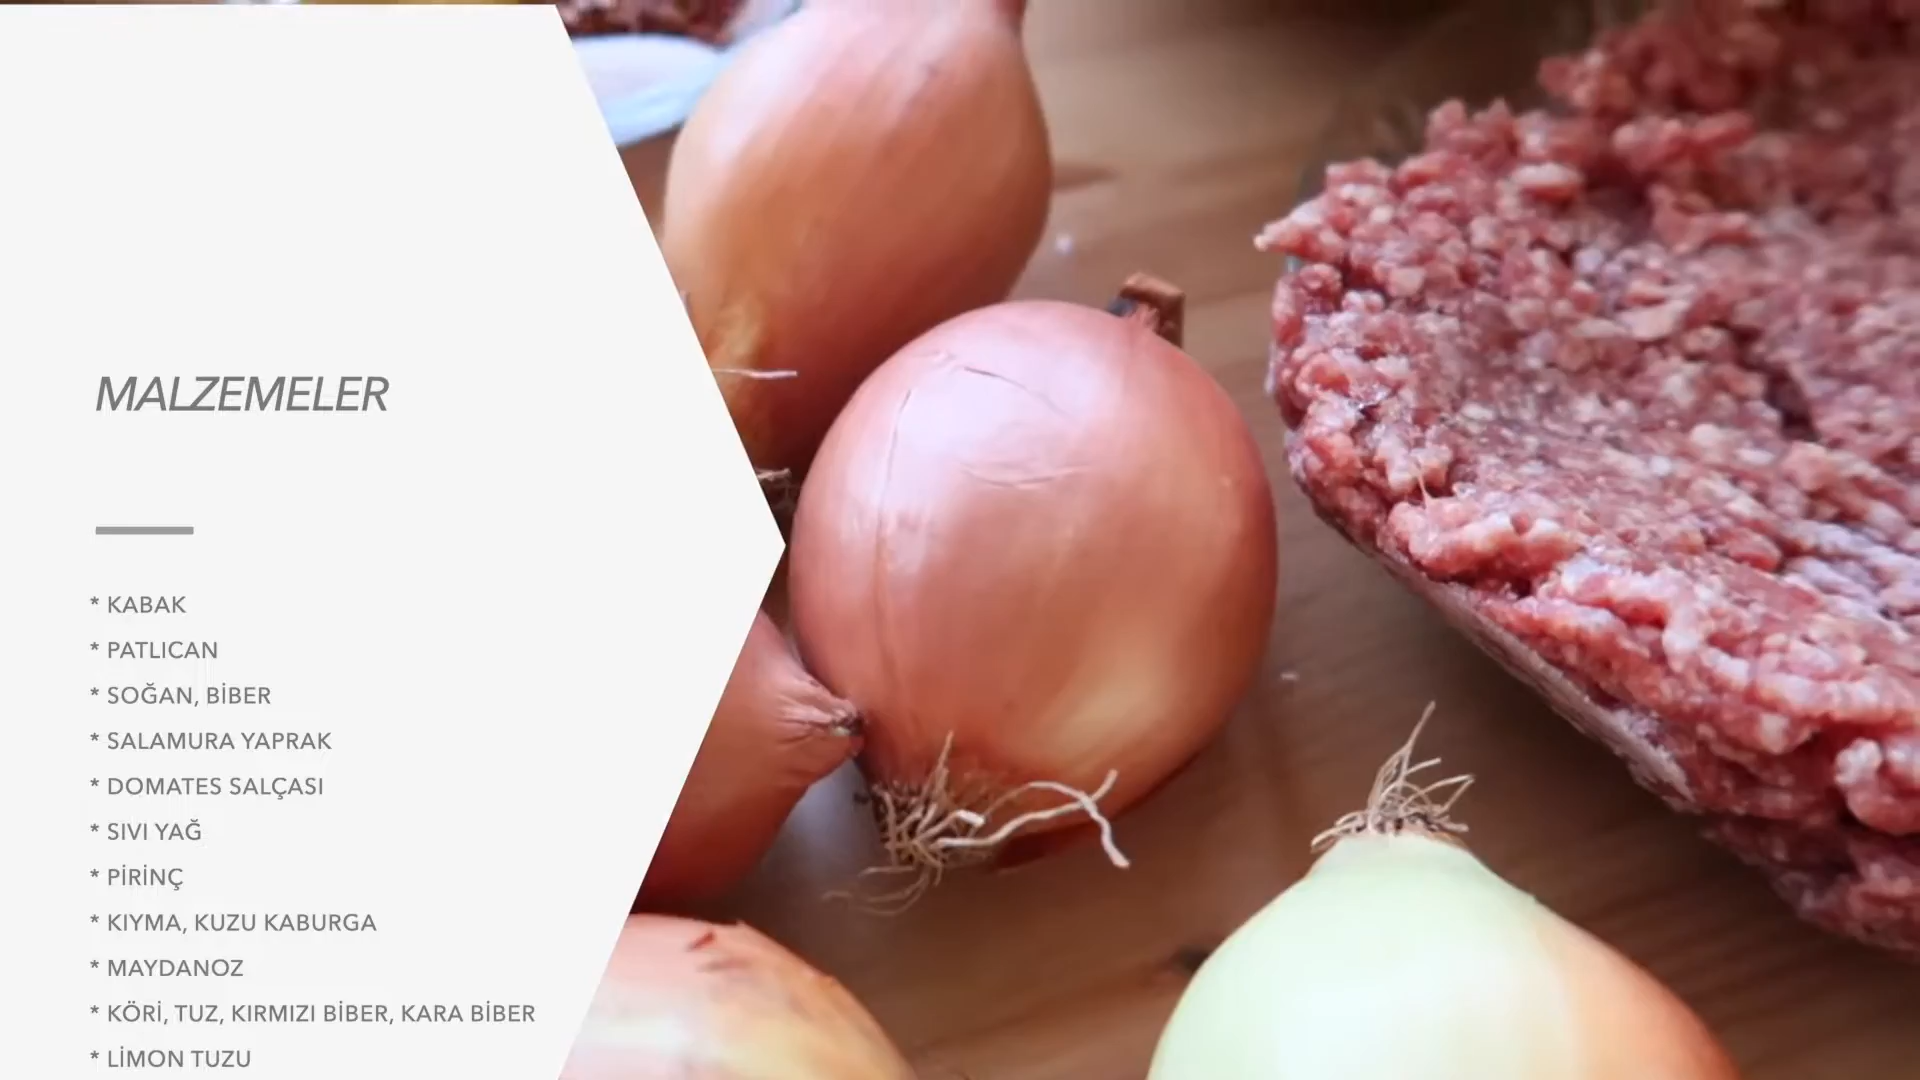 MALZEMELER
* KABAK
* PATLICAN
* SOĞAN, BİBER
* SALAMURA YAPRAK
* DOMATES SALÇASI
* SIVI YAĞ
* PİRİNÇ
* KIYMA, KUZU KABURGA
* MAYDANOZ
* KÖRİ, TUZ, KIRMIZI BİBER, KARA BİBER
* LİMON TUZU